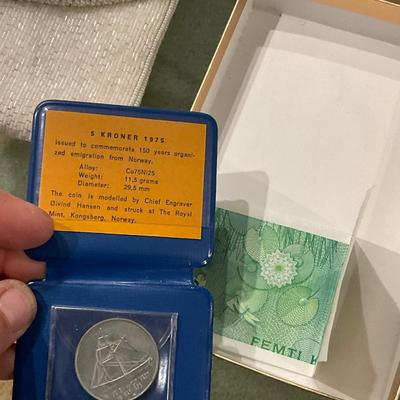 5 KRONER 1975
issued to commemorate 150 years organi-
zed emigration from Norway.
Alloy: Cu75Ni25
Weight: 11,5 grams
Diameter: 29,5 mm
The coin is modelled by Chief Engraver
Øivind Hansen and struck at The Royal
Mint, Kongsberg, Norway.
FEMTI K